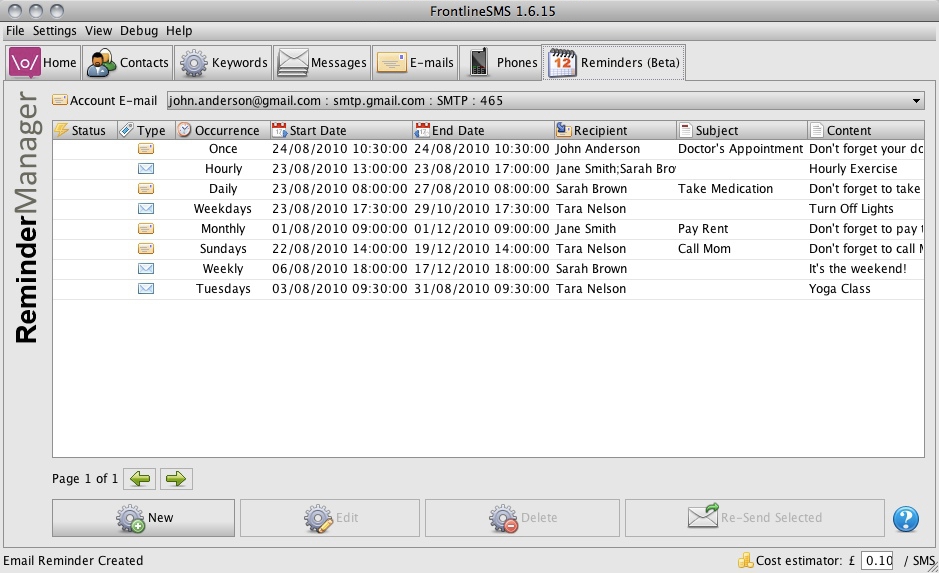 FrontlineSMS 1.6.15
File Settings View Debug Help
\o/ Home Contacts Keywords Messages E-mails Phones 12 Reminders (Beta)
ReminderManager
Account E-mail john.anderson@gmail.com : smtp.gmail.com : SMTP : 465
Status Type Occurrence Start Date End Date Recipient Subject Content
Once 24/08/2010 10:30:00 24/08/2010 10:30:00 John Anderson Doctor's Appointment Don't forget your do
Hourly 23/08/2010 13:00:00 23/08/2010 17:00:00 Jane Smith;Sarah Bro Hourly Exercise
Daily 23/08/2010 08:00:00 27/08/2010 08:00:00 Sarah Brown Take Medication Don't forget to take
Weekdays 23/08/2010 17:30:00 29/10/2010 17:30:00 Tara Nelson Turn Off Lights
Monthly 01/08/2010 09:00:00 01/12/2010 09:00:00 Jane Smith Pay Rent Don't forget to pay t
Sundays 22/08/2010 14:00:00 19/12/2010 14:00:00 Tara Nelson Call Mom Don't forget to call M
Weekly 06/08/2010 18:00:00 17/12/2010 18:00:00 Sarah Brown It's the weekend!
Tuesdays 03/08/2010 09:30:00 31/08/2010 09:30:00 Tara Nelson Yoga Class
Page 1 of 1
New Edit Delete Re-Send Selected ?
Email Reminder Created Cost estimator: £ 0.10 / SMS